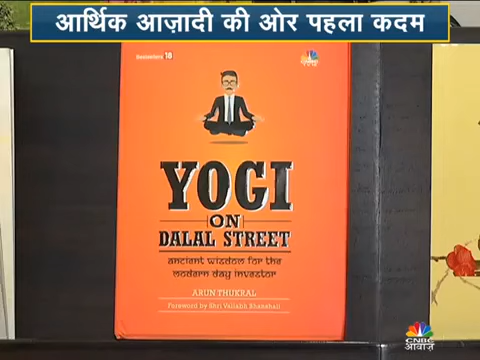 आर्थिक आज़ादी की ओर पहला कदम
YOGI
ON
DALAL STREET
ancient wisdom for the
modern day investor
ARUN THUKRAL
Foreword by Shri Vallabh Bhanshali
CNBC
आवाज़